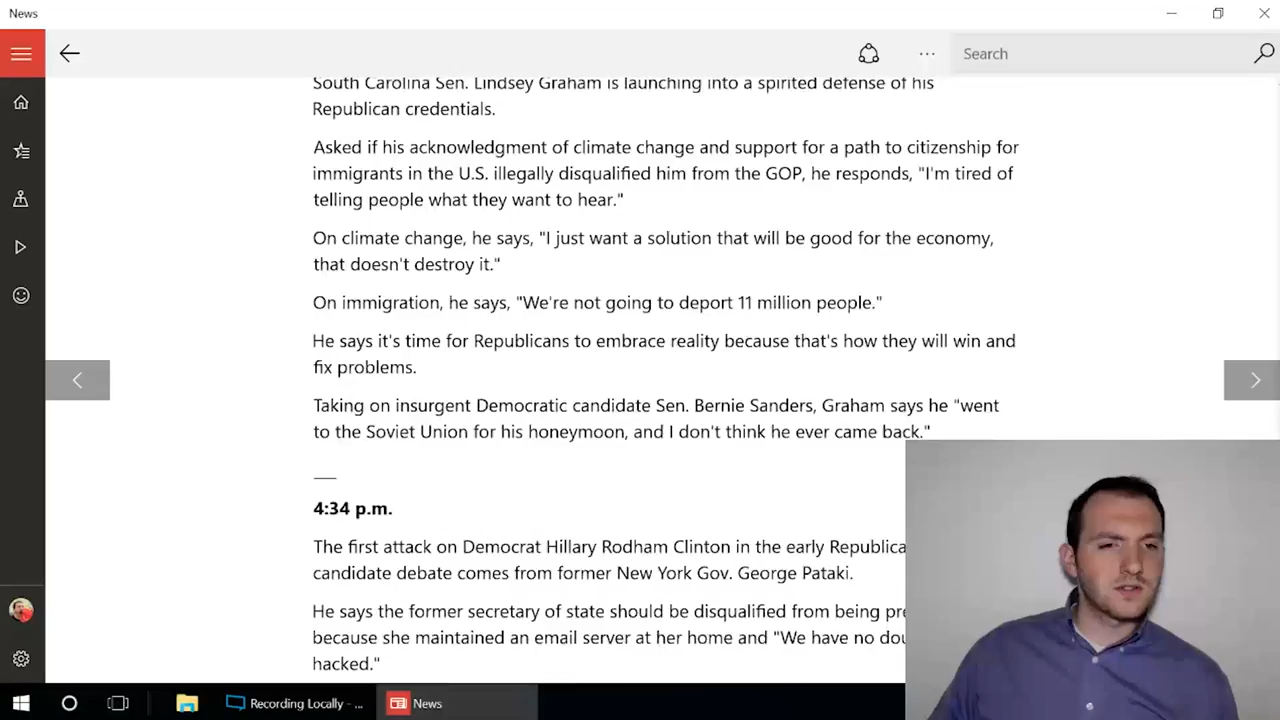 News
Search
South Carolina Sen. Lindsey Graham is launching into a spirited defense of his
Republican credentials.
Asked if his acknowledgment of climate change and support for a path to citizenship for
immigrants in the U.S. illegally disqualified him from the GOP, he responds, "I'm tired of
telling people what they want to hear."
On climate change, he says, "I just want a solution that will be good for the economy,
that doesn't destroy it."
On immigration, he says, "We're not going to deport 11 million people."
He says it's time for Republicans to embrace reality because that's how they will win and
fix problems.
Taking on insurgent Democratic candidate Sen. Bernie Sanders, Graham says he "went
to the Soviet Union for his honeymoon, and I don't think he ever came back."
4:34 p.m.
The first attack on Democrat Hillary Rodham Clinton in the early Republica
candidate debate comes from former New York Gov. George Pataki.
He says the former secretary of state should be disqualified from being pre
because she maintained an email server at her home and "We have no dou
hacked."
Recording Locally - ...
News